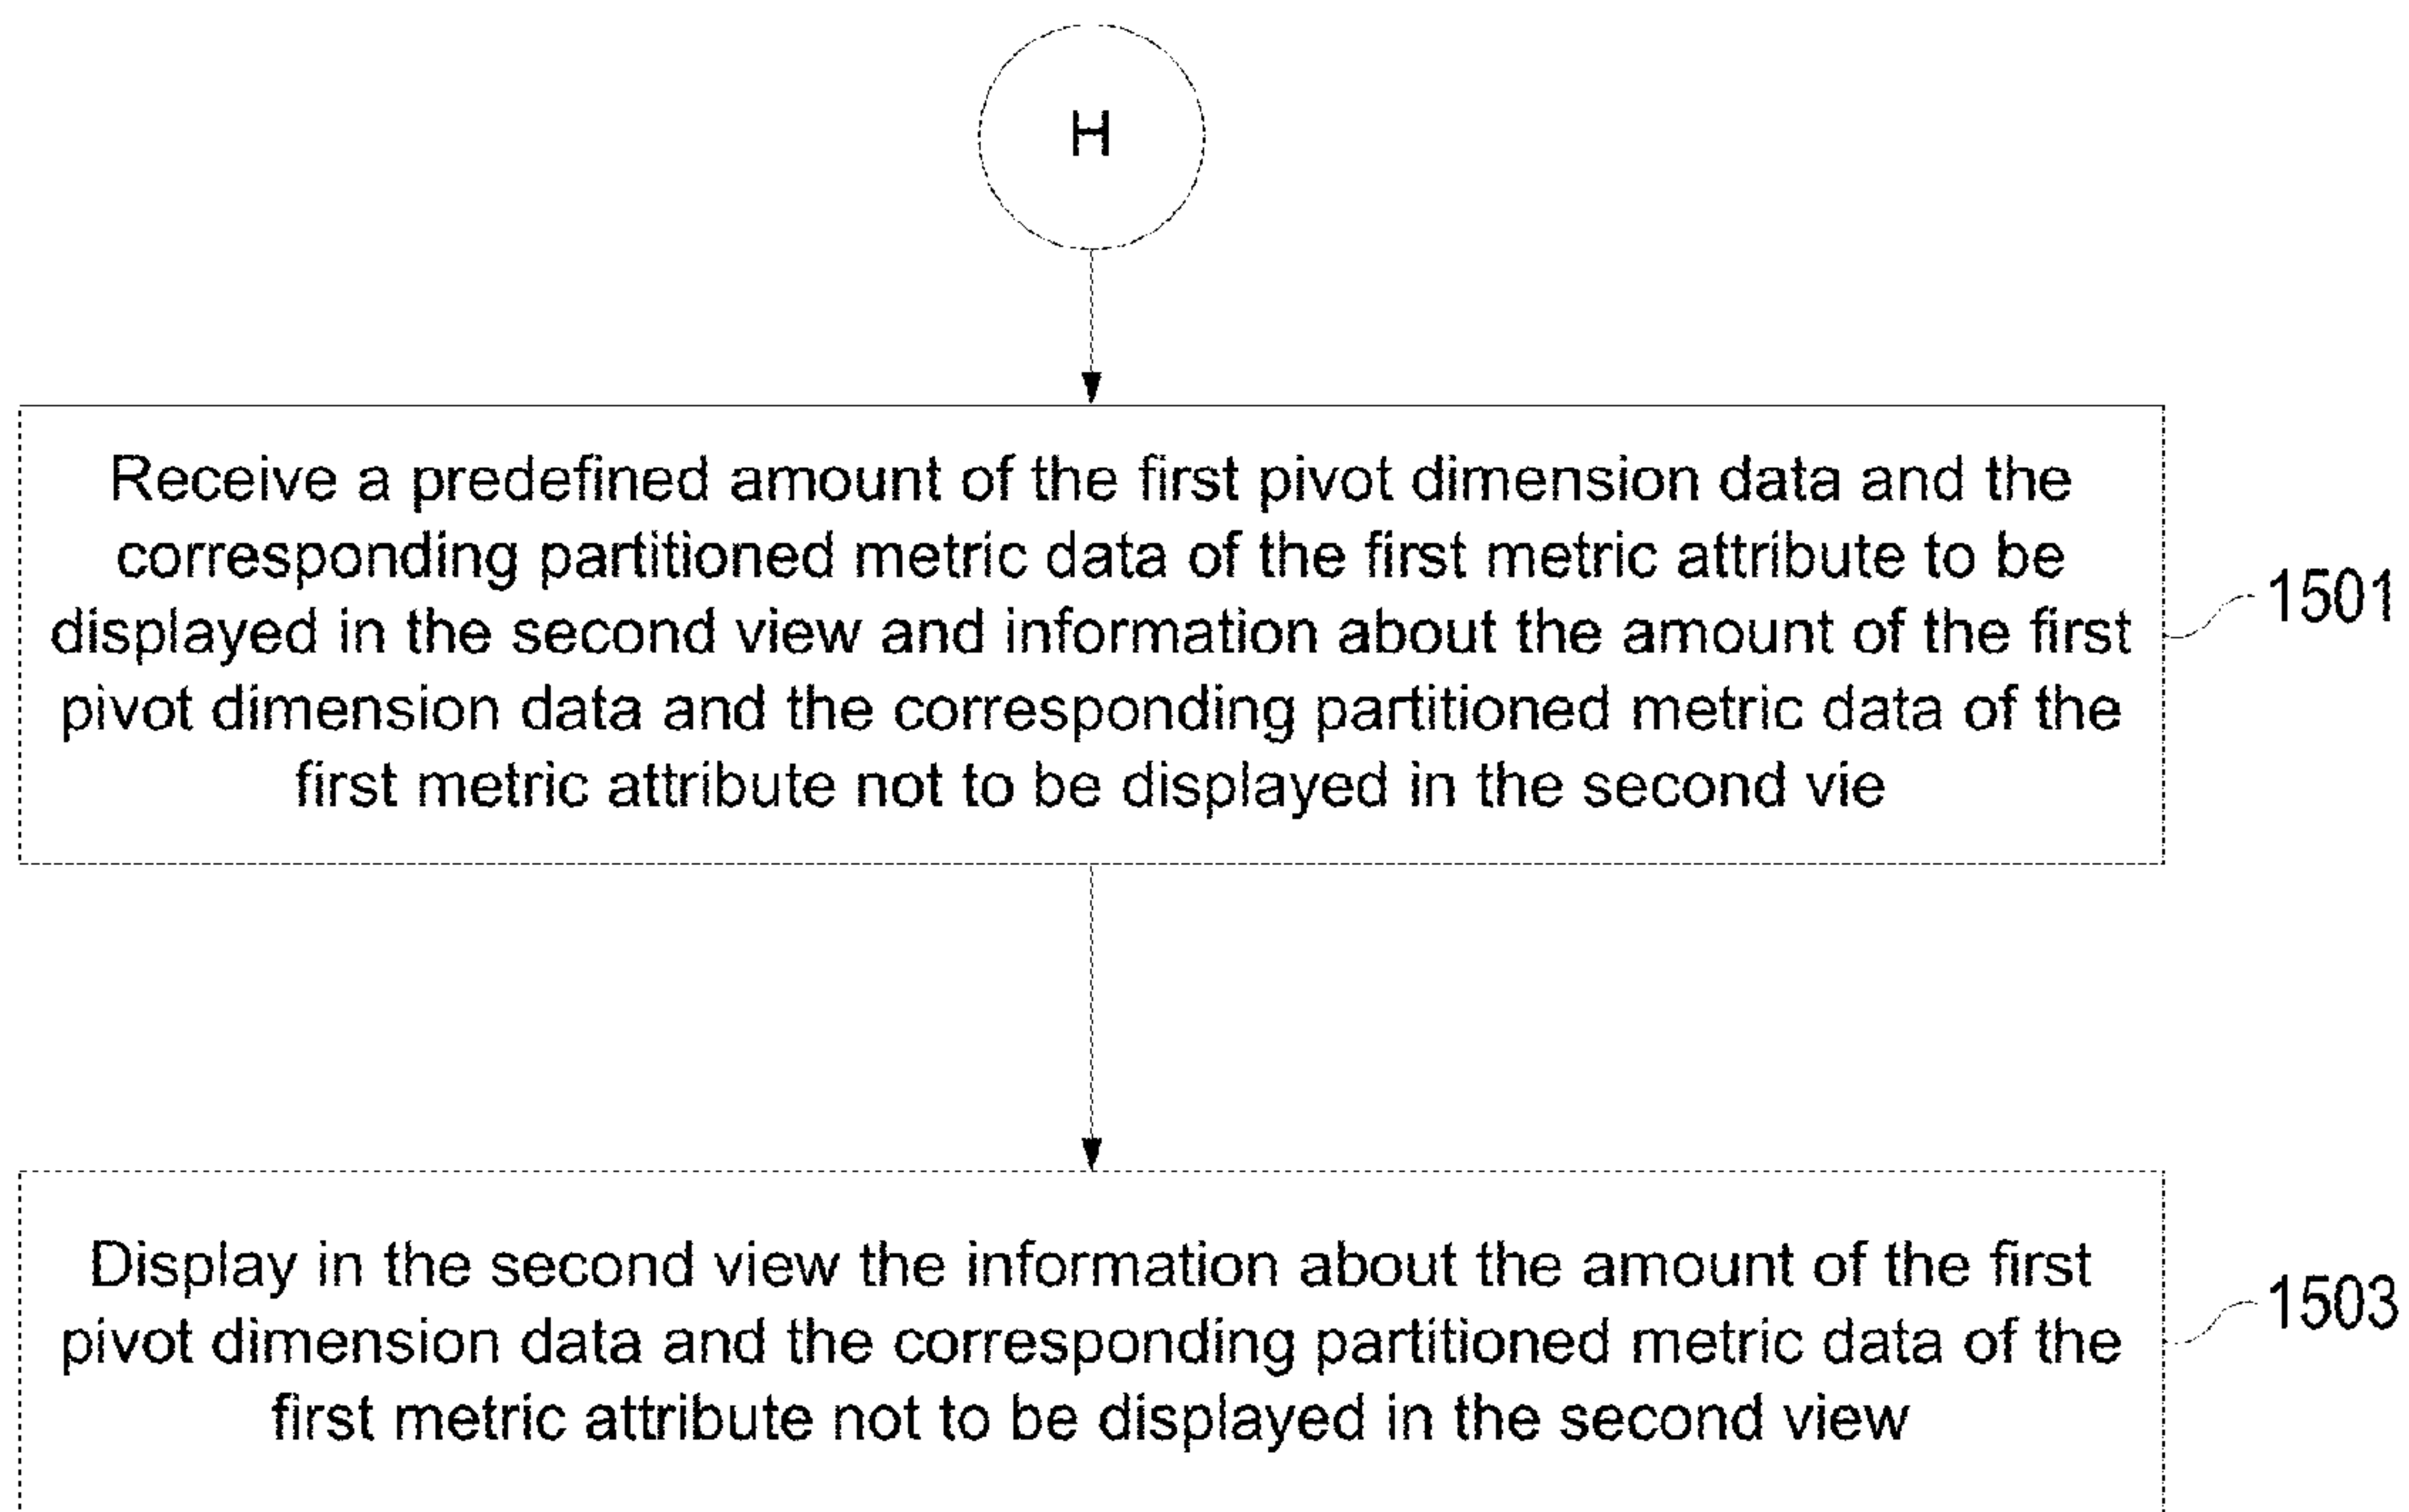 H
Receive a predefined amount of the first pivot dimension data and the
corresponding partitioned metric data of the first metric attribute to be
displayed in the second view and information about the amount of the first
pivot dimension data and the corresponding partitioned metric data of the
first metric attribute not to be displayed in the second vie
1501
Display in the second view the information about the amount of the first
pivot dimension data and the corresponding partitioned metric data of the
first metric attribute not to be displayed in the second view
1503